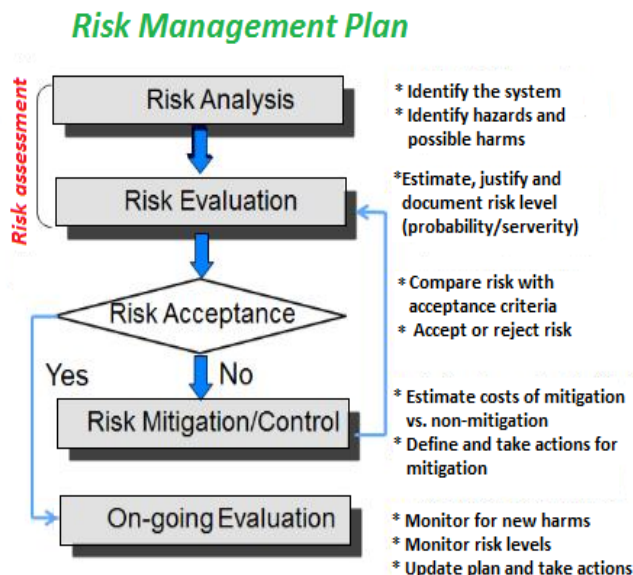 Risk Management Plan
Risk assessment
Risk Analysis
* Identify the system
* Identify hazards and
possible harms
Risk Evaluation
*Estimate, justify and
document risk level
(probability/serverity)
Risk Acceptance
* Compare risk with
acceptance criteria
* Accept or reject risk
Yes
No
Risk Mitigation/Control
* Estimate costs of mitigation
vs. non-mitigation
* Define and take actions for
mitigation
On-going Evaluation
* Monitor for new harms
* Monitor risk levels
* Update plan and take actions